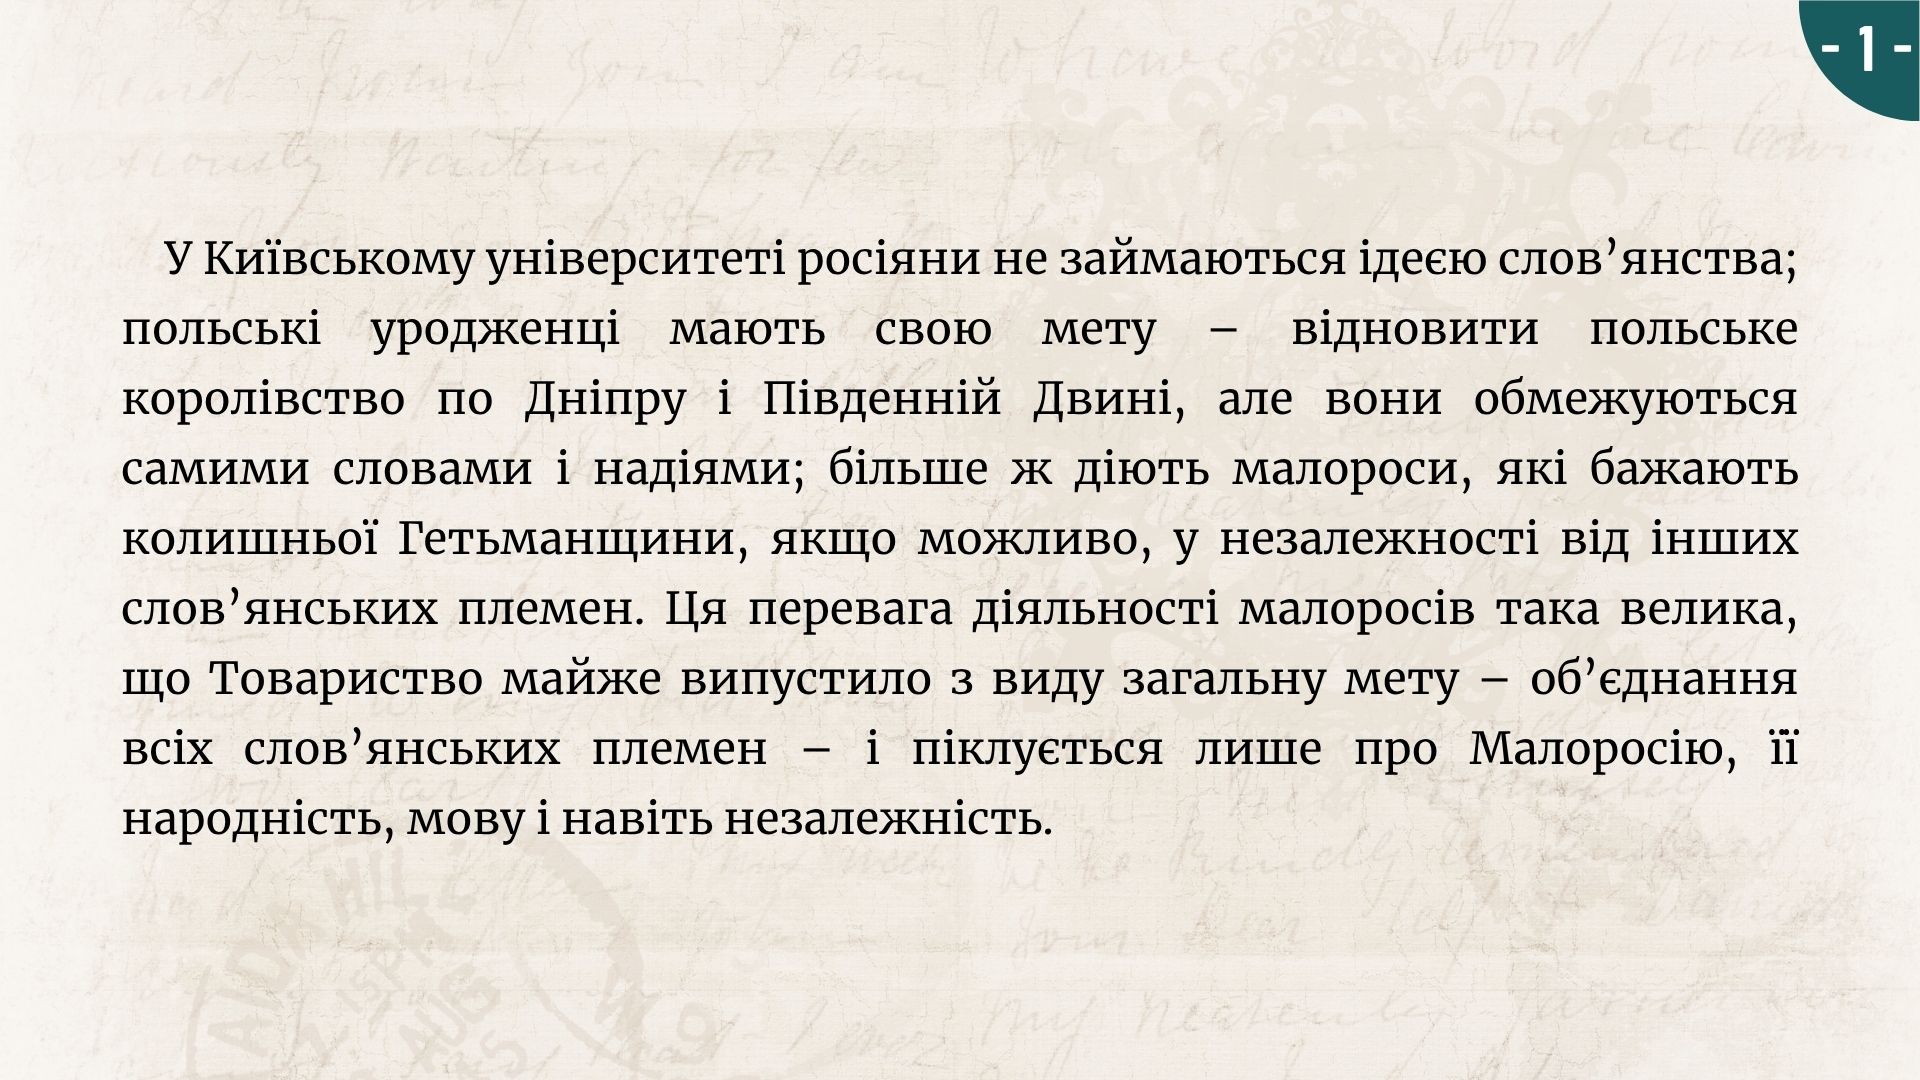 - 1 -
У Київському університеті росіяни не займаються ідеєю слов’янства;
польські уродженці мають свою мету – відновити польське
королівство по Дніпру і Південній Двині, але вони обмежуються
самими словами і надіями; більше ж діють малороси, які бажають
колишньої Гетьманщини, якщо можливо, у незалежності від інших
слов’янських племен. Ця перевага діяльності малоросів така велика,
що Товариство майже випустило з виду загальну мету – об’єднання
всіх слов’янських племен – і піклується лише про Малоросію, її
народність, мову і навіть незалежність.